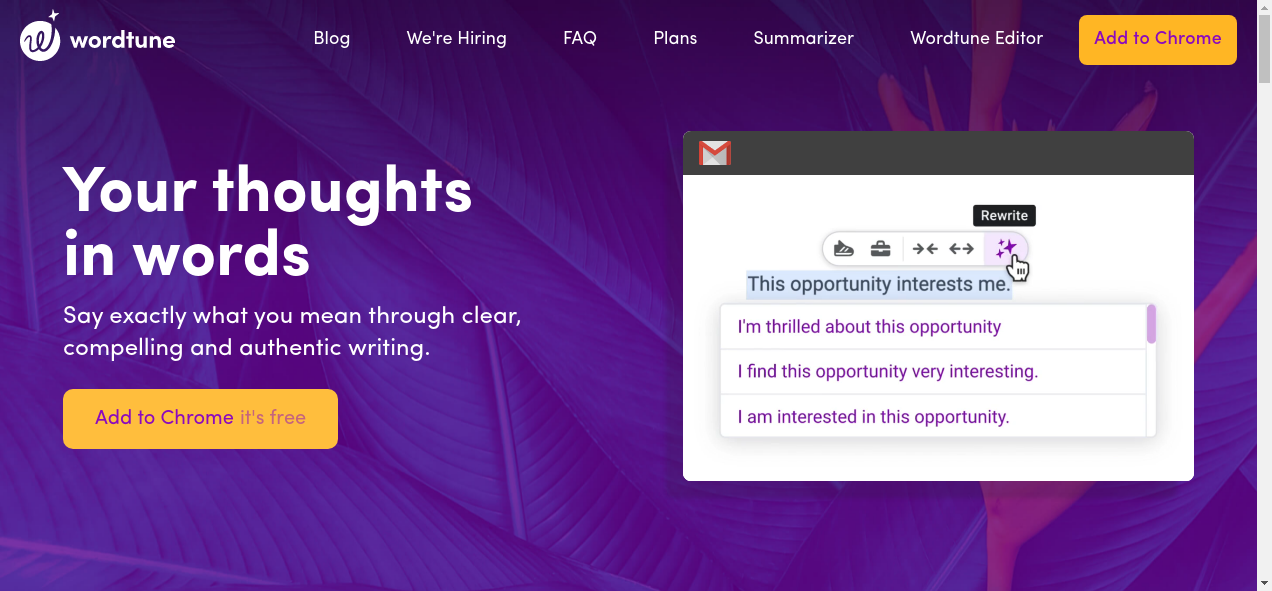 wordtune
Blog
We're Hiring
FAQ
Plans
Summarizer
Wordtune Editor
Add to Chrome
Your thoughts
in words
Say exactly what you mean through clear,
compelling and authentic writing.
Add to Chrome it's free
Rewrite
This opportunity interests me.
I'm thrilled about this opportunity
I find this opportunity very interesting.
I am interested in this opportunity.